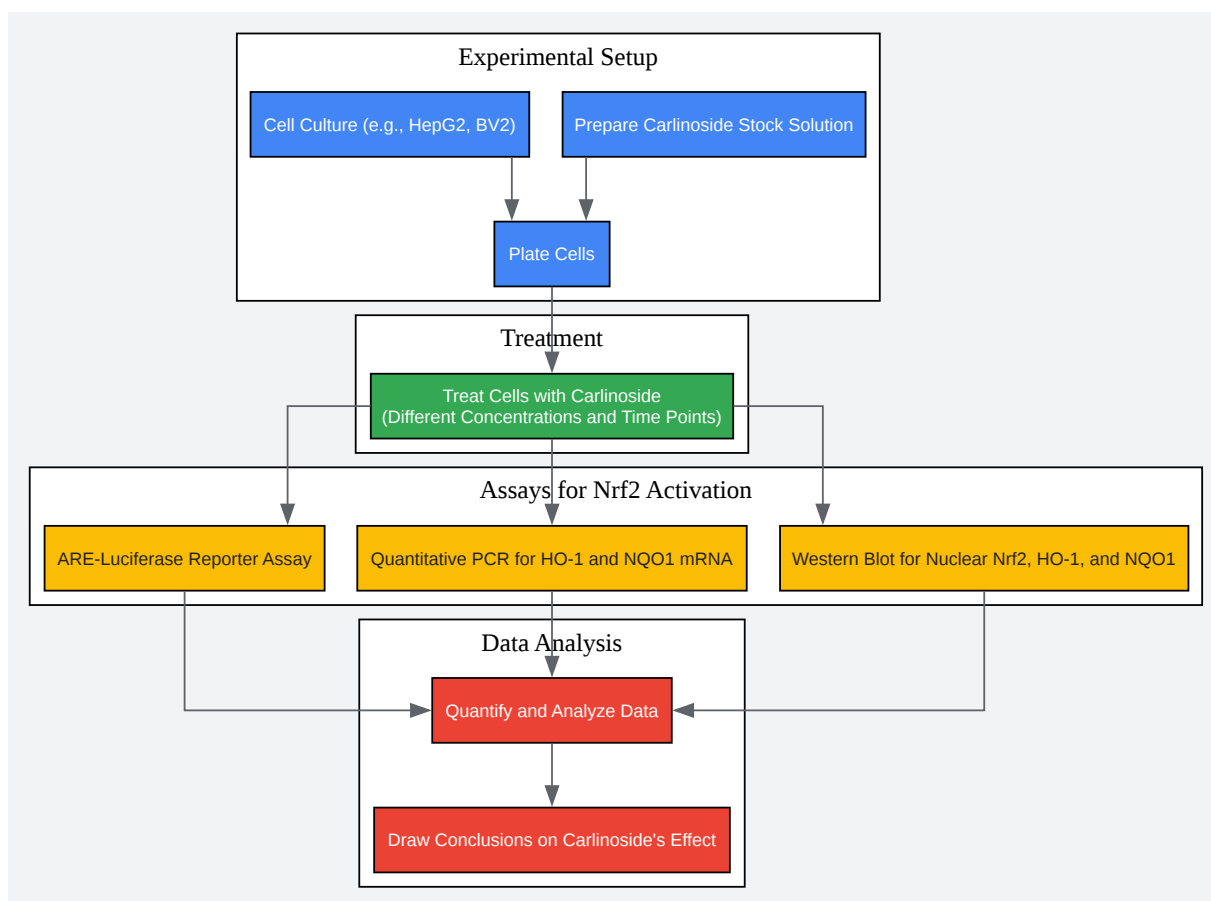 Experimental Setup
Cell Culture (e.g., HepG2, BV2)
Prepare Carlinoside Stock Solution
Plate Cells
Treatment
Treat Cells with Carlinoside
(Different Concentrations and Time Points)
Assays for Nrf2 Activation
ARE-Luciferase Reporter Assay
Quantitative PCR for HO-1 and NQO1 mRNA
Western Blot for Nuclear Nrf2, HO-1, and NQO1
Data Analysis
Quantify and Analyze Data
Draw Conclusions on Carlinoside's Effect